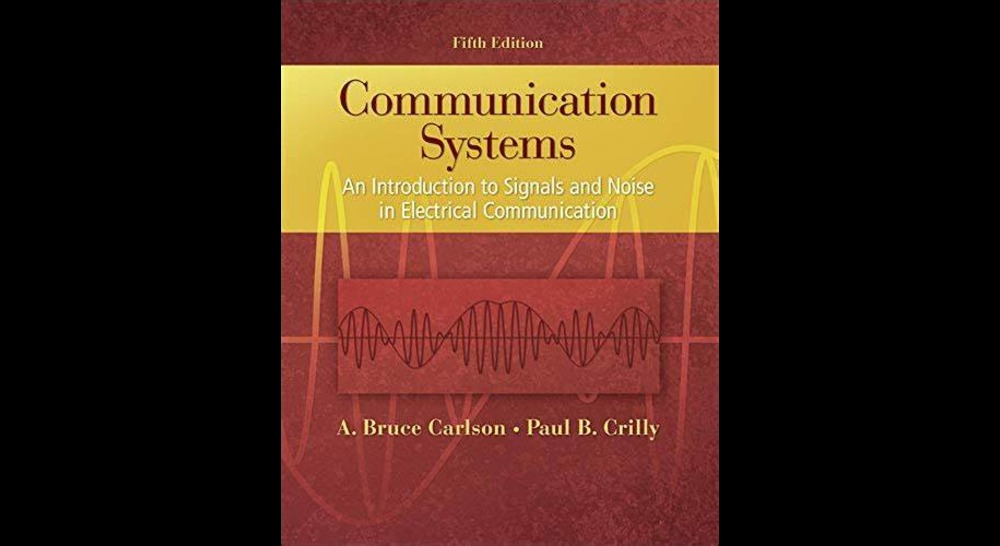 Fifth Edition
Communication
Systems
An Introduction to Signals and Noise
in Electrical Communication
A. Bruce Carlson • Paul B. Crilly